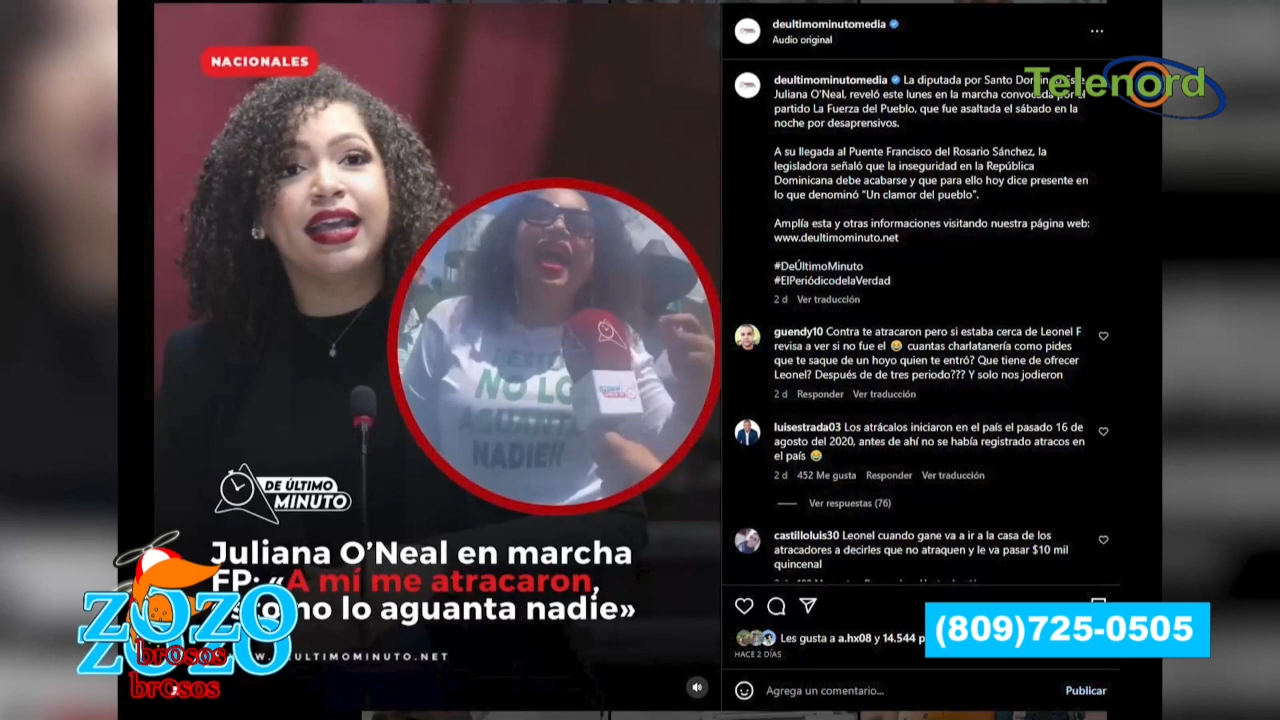 NACIONALES
DE ÚLTIMO
MINUTO
Juliana O'Neal en marcha
FP: «A mí me atracaron,
no lo aguanta nadie»
NO LO
AGUANTA
NADIE!!
ULTIMOMINUTO.NET
deultimominutomedia
Audio original
Telenord
deultimominutomedia La diputada por Santo Domingo Este
Juliana O'Neal, reveló este lunes en la marcha convocada por el
partido La Fuerza del Pueblo, que fue asaltada el sábado en la
noche por desaprensivos.
A su llegada al Puente Francisco del Rosario Sánchez, la
legisladora señaló que la inseguridad en la República
Dominicana debe acabarse y que para ello hoy dice presente en
lo que denominó "Un clamor del pueblo".
Amplía esta y otras informaciones visitando nuestra página web:
www.deultimominuto.net
#DeÚltimoMinuto
#ElPeriódicodelaVerdad
2 d Ver traducción
guendy10 Contra te atracaron pero si estaba cerca de Leonel F
revisa a ver si no fue el 😂 cuantas charlatanería como pides
que te saque de un hoyo quien te entró? Que tiene de ofrecer
Leonel? Después de de tres periodo??? Y solo nos jodieron
2 d Responder Ver traducción
luisestrada03 Los atrácalos iniciaron en el país el pasado 16 de
agosto del 2020, antes de ahí no se había registrado atracos en
el país 😂
2 d 452 Me gusta Responder Ver traducción
Ver respuestas (76)
castilloluis30 Leonel cuando gane va a ir a la casa de los
atracadores a decirles que no atraquen y le va pasar $10 mil
quincenal
Les gusta a a.hx08 y 14.544
HACE 2 DÍAS
Agrega un comentario...
Publicar
(809)725-0505
ZOZO
brosos
ZOZO
brosos